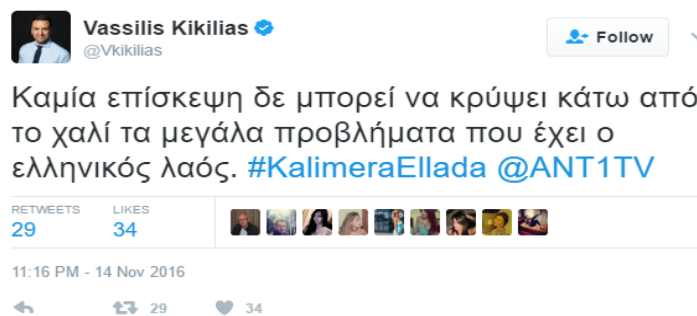 Vassilis Kikilias
@Vkikilias
Follow
Καμία επίσκεψη δε μπορεί να κρύψει κάτω από
το χαλί τα μεγάλα προβλήματα που έχει ο
ελληνικός λαός. #KalimeraEllada @ANT1TV
RETWEETS LIKES
29 34
11:16 PM - 14 Nov 2016
29 34